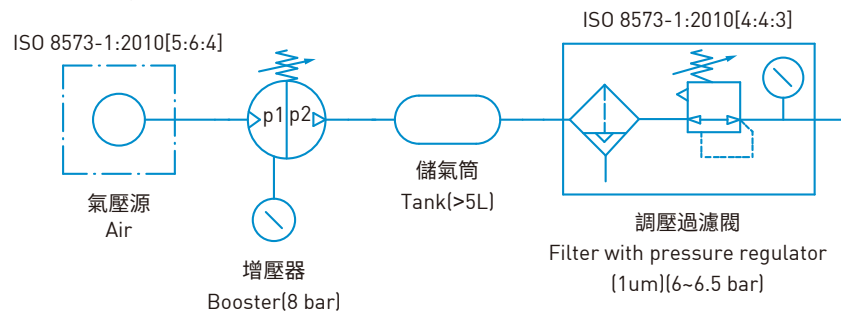 ISO 8573-1:2010[5:6:4]
ISO 8573-1:2010[4:4:3]
p1 p2
氣壓源
Air
增壓器
Booster(8 bar)
儲氣筒
Tank(>5L)
調壓過濾閥
Filter with pressure regulator
(1um)(6~6.5 bar)